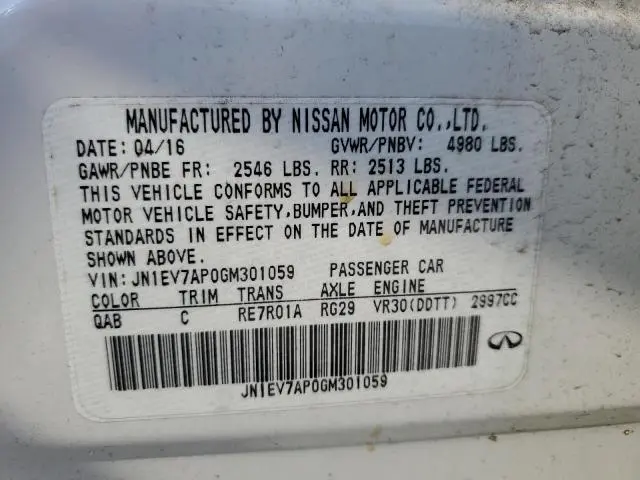 MANUFACTURED BY NISSAN MOTOR CO.,LTD.
DATE: 04/16 GVWR/PNBV: 4980 LBS.
GAWR/PNBE FR: 2546 LBS. RR: 2513 LBS.
THIS VEHICLE CONFORMS TO ALL APPLICABLE FEDERAL
MOTOR VEHICLE SAFETY,BUMPER,AND THEFT PREVENTION
STANDARDS IN EFFECT ON THE DATE OF MANUFACTURE
SHOWN ABOVE.
VIN:JN1EV7AP0GM301059 PASSENGER CAR
COLOR TRIM TRANS AXLE ENGINE
QAB C RE7R01A RG29 VR30(DDTT) 2997CC
JN1EV7AP0GM301059